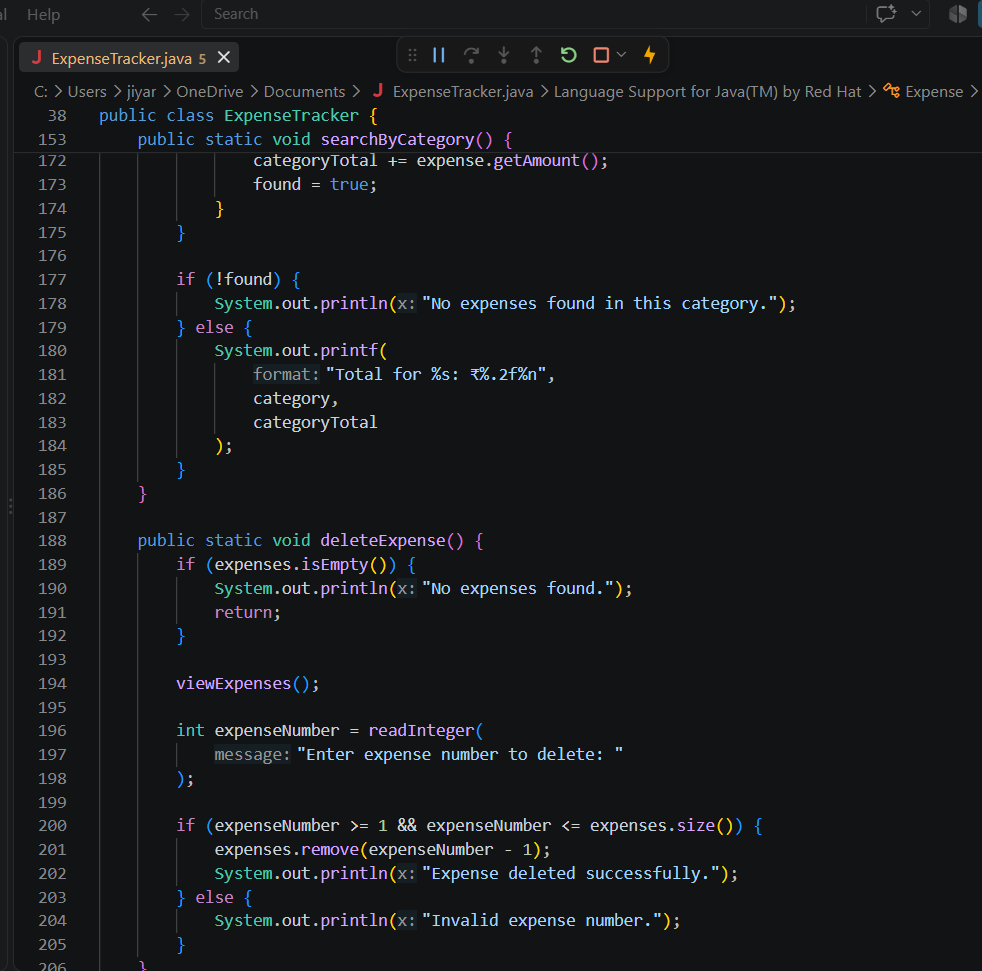 Help
Search
ExpenseTracker.java 5
C: > Users > jiyar > OneDrive > Documents > J ExpenseTracker.java > Language Support for Java(TM) by Red Hat > Expense >
38 public class ExpenseTracker {
153 public static void searchByCategory() {
172 categoryTotal += expense.getAmount();
173 found = true;
174 }
175 }
176
177 if (!found) {
178 System.out.println(x: "No expenses found in this category.");
179 } else {
180 System.out.printf(
181 format: "Total for %s: ₹%.2f%n",
182 category,
183 categoryTotal
184 );
185 }
186 }
187
188 public static void deleteExpense() {
189 if (expenses.isEmpty()) {
190 System.out.println(x: "No expenses found.");
191 return;
192 }
193
194 viewExpenses();
195
196 int expenseNumber = readInteger(
197 message: "Enter expense number to delete: "
198 );
199
200 if (expenseNumber >= 1 && expenseNumber <= expenses.size()) {
201 expenses.remove(expenseNumber - 1);
202 System.out.println(x: "Expense deleted successfully.");
203 } else {
204 System.out.println(x: "Invalid expense number.");
205 }
206 }